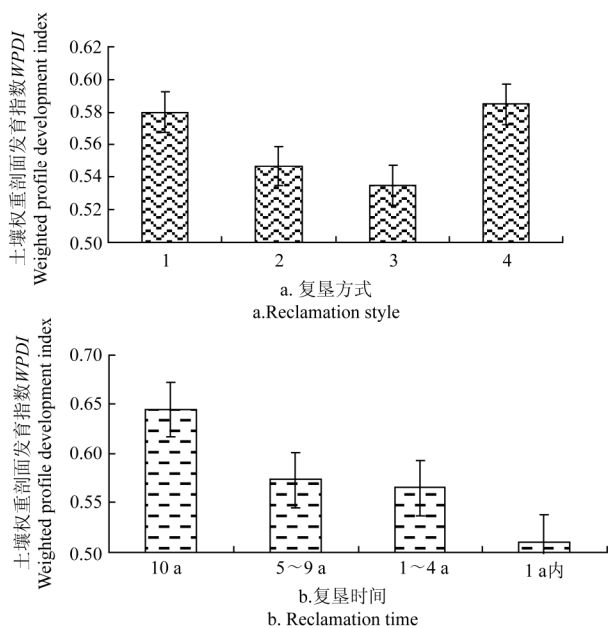 土壤权重剖面发育指数WPDI
Weighted profile development index
0.62
0.60
0.58
0.56
0.54
0.52
0.50
1 2 3 4
a. 复垦方式
a.Reclamation style
土壤权重剖面发育指数WPDI
Weighted profile development index
0.70
0.65
0.60
0.55
0.50
10 a 5～9 a 1～4 a 1 a内
b.复垦时间
b. Reclamation time